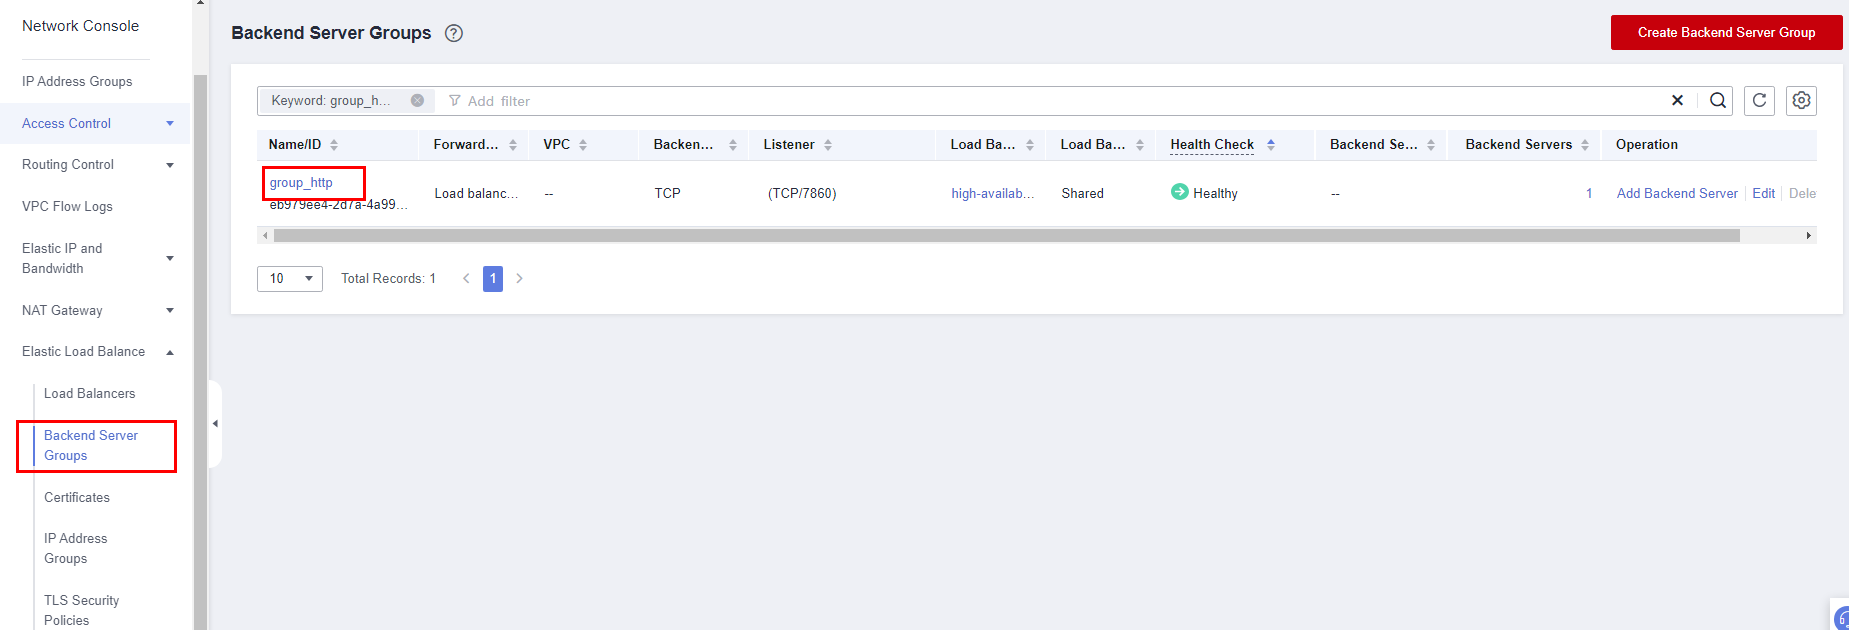 Network Console
IP Address Groups
Access Control
Routing Control
VPC Flow Logs
Elastic IP and
Bandwidth
NAT Gateway
Elastic Load Balance
Load Balancers
Backend Server
Groups
Certificates
IP Address
Groups
TLS Security
Policies
Backend Server Groups ?
Create Backend Server Group
Keyword: group_h... Add filter
Name/ID Forward... VPC Backen... Listener Load Ba... Load Ba... Health Check Backend Se... Backend Servers Operation
group_http
eb979ee4-2d7a-4a99... Load balanc... -- TCP (TCP/7860) high-availab... Shared Healthy -- 1 Add Backend Server Edit Dele
10 Total Records: 1 < 1 >